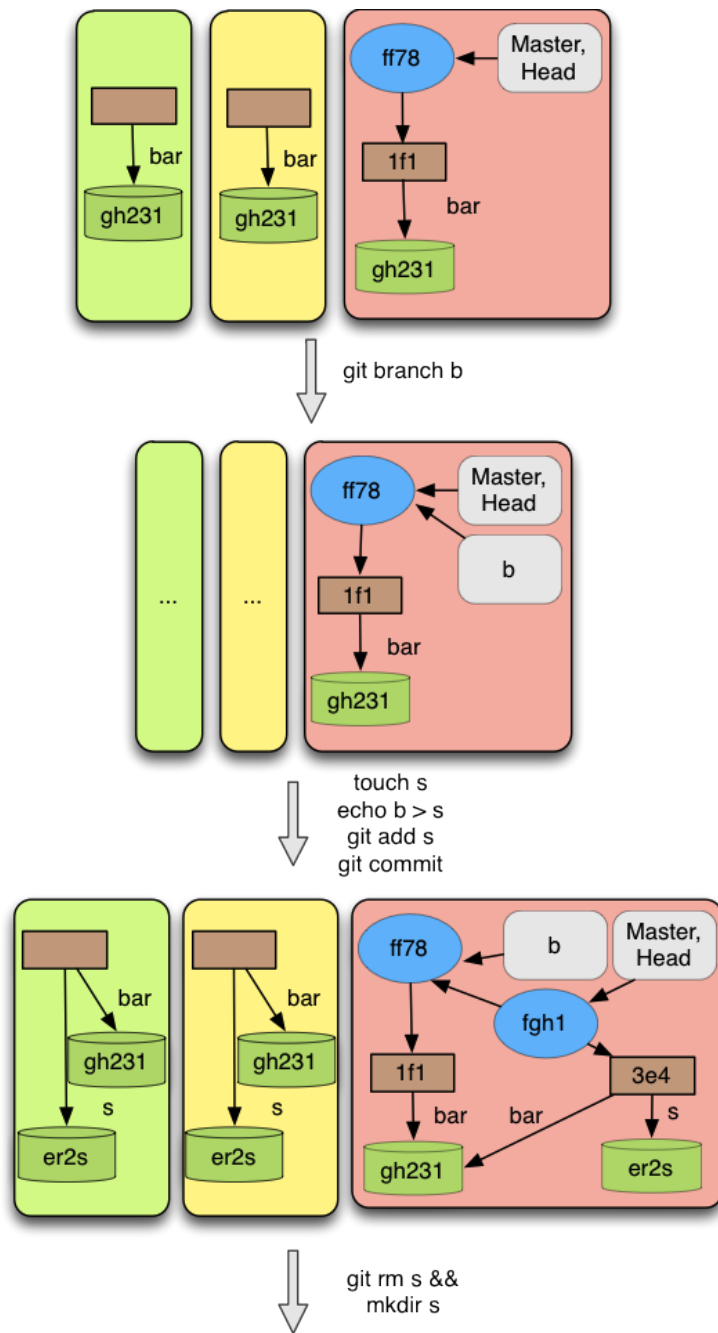 ff78
Master,
Head
bar
bar
1f1
gh231
gh231
bar
gh231
git branch b
ff78
Master,
Head
b
...
...
1f1
bar
gh231
touch s
echo b > s
git add s
git commit
ff78
b
Master,
Head
bar
bar
fgh1
gh231
gh231
1f1
3e4
s
s
bar
bar
s
er2s
er2s
gh231
er2s
git rm s &&
mkdir s